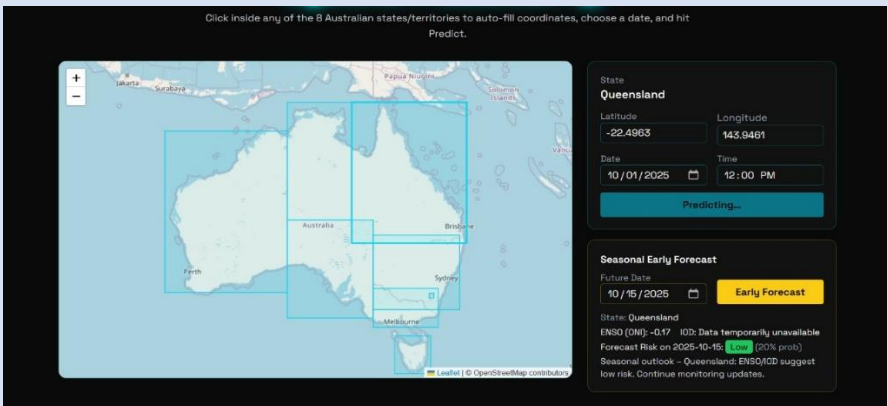 Click inside any of the 8 Australian states/territories to auto-fill coordinates, choose a date, and hit
Predict.
+
−
Jakarta
Surabaya
Papua Niugini
Solomon
Islands
Australia
Brisbane
Perth
Sydney
Melbourne
Leaflet | © OpenStreetMap contributors
State
Queensland
Latitude Longitude
-22.4963 143.9461
Date Time
10/01/2025 12:00 PM
Predicting...
Seasonal Early Forecast
Future Date
10/15/2025 Early Forecast
State: Queensland
ENSO (ONI): -0.17 IOD: Data temporarily unavailable
Forecast Risk on 2025-10-15: Low (20% prob)
Seasonal outlook – Queensland: ENSO/IOD suggest
low risk. Continue monitoring updates.